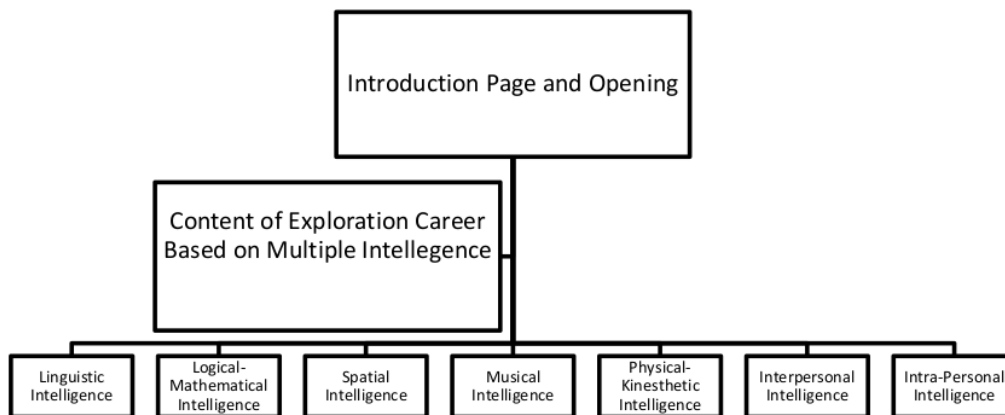 Introduction Page and Opening
Content of Exploration Career
Based on Multiple Intellegence
Linguistic
Intelligence
Logical-
Mathematical
Intelligence
Spatial
Intelligence
Musical
Intelligence
Physical-
Kinesthetic
Intelligence
Interpersonal
Intelligence
Intra-Personal
Intelligence